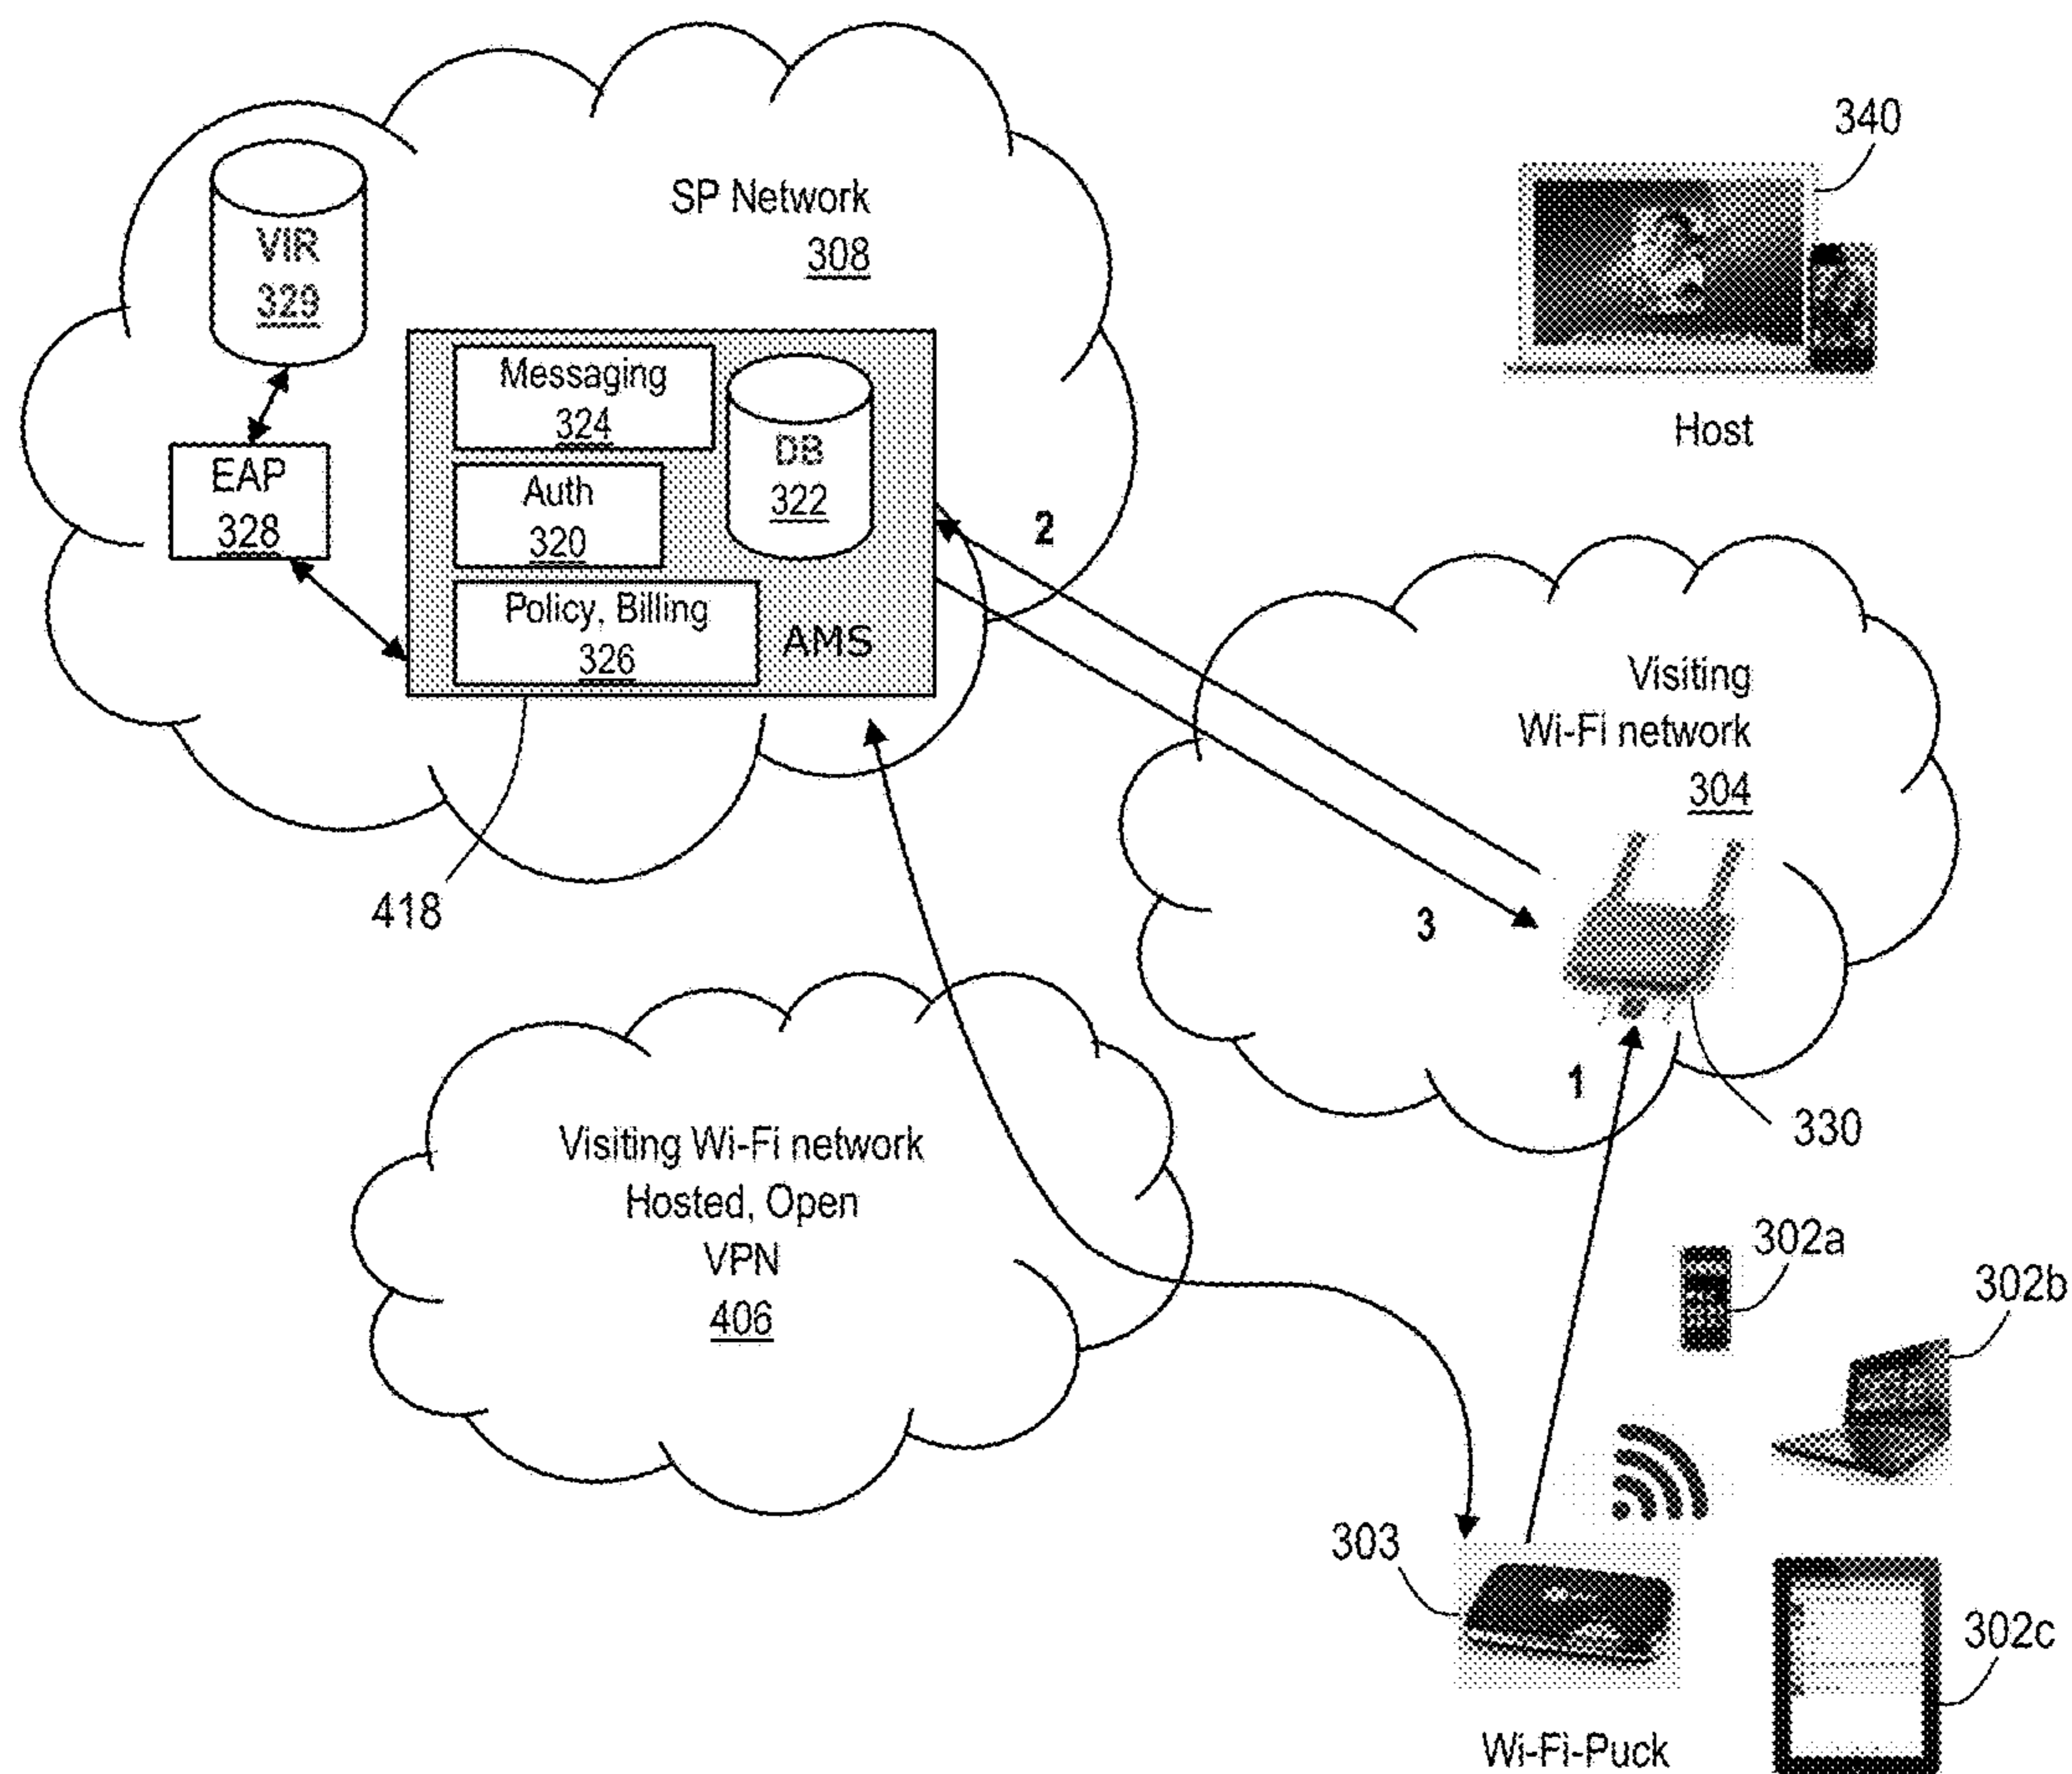 340
SP Network
308
VIR
329
Messaging
324
DB
322
Host
EAP
328
Auth
320
2
Policy, Billing
326
AMS
Visiting
Wi-Fi network
304
418
3
1
330
Visiting Wi-Fi network
Hosted, Open
VPN
406
302a
302b
303
302c
Wi-Fi-Puck